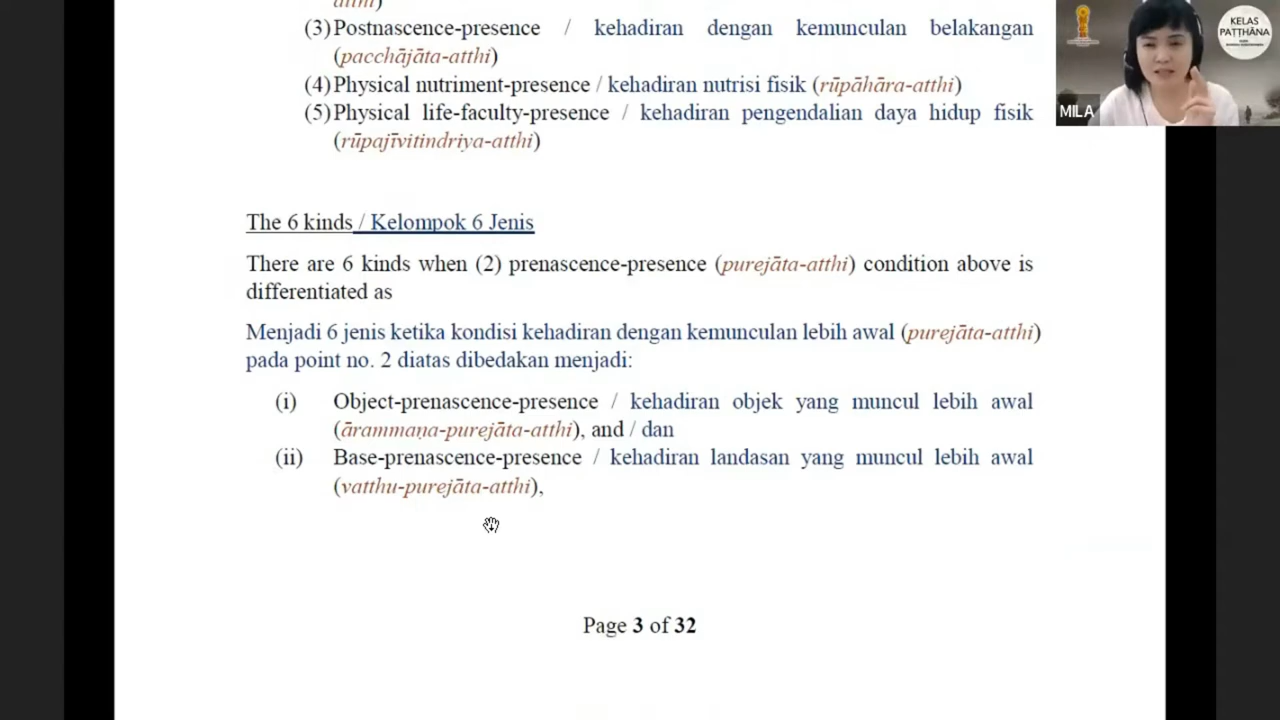 atthi)
(3) Postnascence-presence / kehadiran dengan kemunculan belakangan
(pacchājāta-atthi)
(4) Physical nutriment-presence / kehadiran nutrisi fisik (rūpāhāra-atthi)
(5) Physical life-faculty-presence / kehadiran pengendalian daya hidup fisik
(rūpajīvitindriya-atthi)
The 6 kinds / Kelompok 6 Jenis
There are 6 kinds when (2) prenascence-presence (purejāta-atthi) condition above is
differentiated as
Menjadi 6 jenis ketika kondisi kehadiran dengan kemunculan lebih awal (purejāta-atthi)
pada point no. 2 diatas dibedakan menjadi:
(i) Object-prenascence-presence / kehadiran objek yang muncul lebih awal
(ārammaṇa-purejāta-atthi), and / dan
(ii) Base-prenascence-presence / kehadiran landasan yang muncul lebih awal
(vatthu-purejāta-atthi),
Page 3 of 32
MILA
KELAS
PAṬṬHĀNA